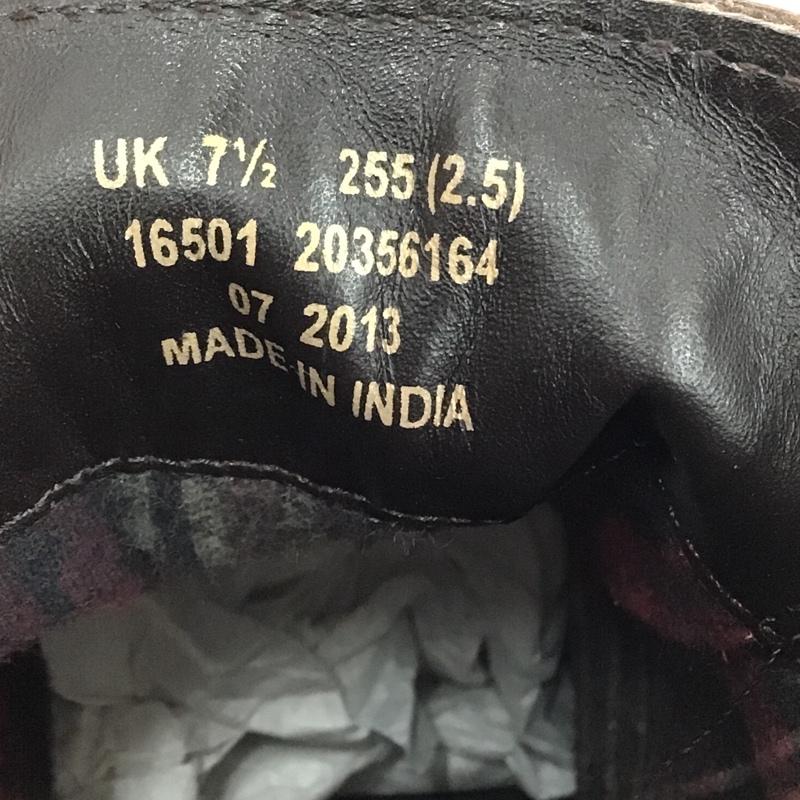 UK 7½ 255 (2.5)
16501 20356164
07 2013
MADE IN INDIA